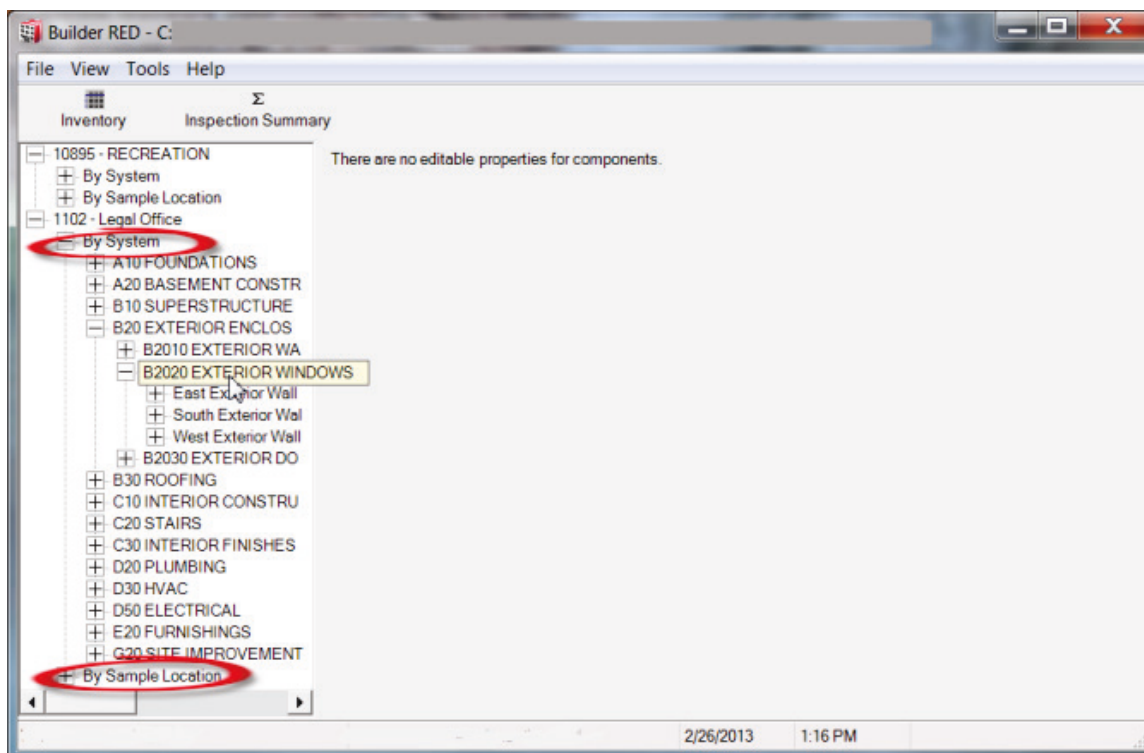 Builder RED - C:
File View Tools Help
Inventory
Σ
Inspection Summary
10895 - RECREATION
By System
By Sample Location
1102 - Legal Office
By System
A10 FOUNDATIONS
A20 BASEMENT CONSTR
B10 SUPERSTRUCTURE
B20 EXTERIOR ENCLOS
B2010 EXTERIOR WA
B2020 EXTERIOR WINDOWS
East Exterior Wall
South Exterior Wal
West Exterior Wall
B2030 EXTERIOR DO
B30 ROOFING
C10 INTERIOR CONSTRU
C20 STAIRS
C30 INTERIOR FINISHES
D20 PLUMBING
D30 HVAC
D50 ELECTRICAL
E20 FURNISHINGS
G20 SITE IMPROVEMENT
By Sample Location
There are no editable properties for components.
2/26/2013 1:16 PM